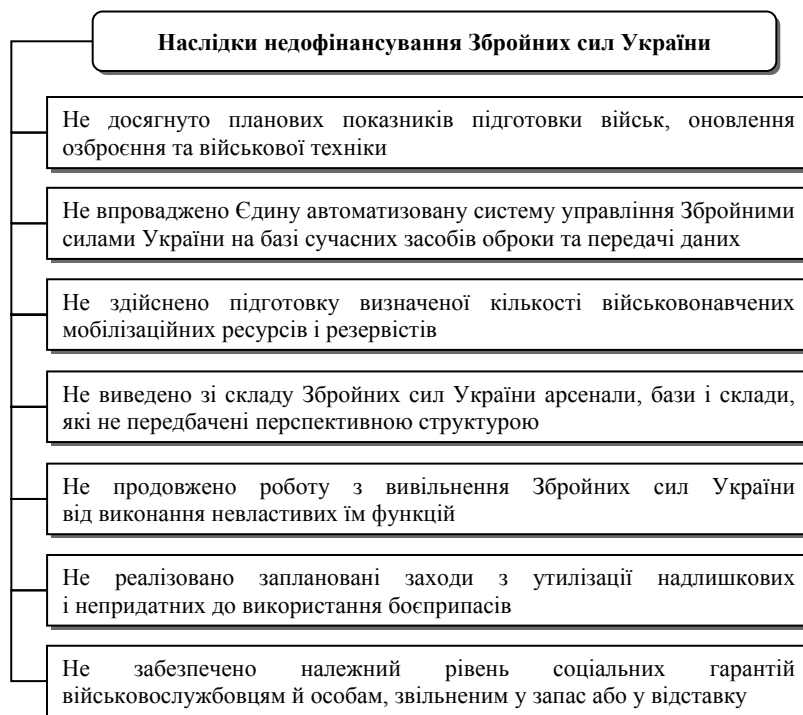 Наслідки недофінансування Збройних сил України
Не досягнуто планових показників підготовки військ, оновлення
озброєння та військової техніки
Не впроваджено Єдину автоматизовану систему управління Збройними
силами України на базі сучасних засобів оброки та передачі даних
Не здійснено підготовку визначеної кількості військовонавчених
мобілізаційних ресурсів і резервістів
Не виведено зі складу Збройних сил України арсенали, бази і склади,
які не передбачені перспективною структурою
Не продовжено роботу з вивільнення Збройних сил України
від виконання невластивих їм функцій
Не реалізовано заплановані заходи з утилізації надлишкових
і непридатних до використання боєприпасів
Не забезпечено належний рівень соціальних гарантій
військовослужбовцям й особам, звільненим у запас або у відставку